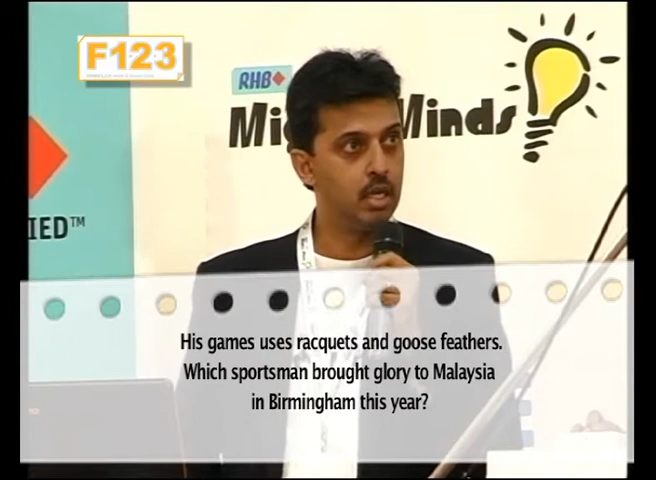 F123
RHB
Minds
IED™
His games uses racquets and goose feathers.
Which sportsman brought glory to Malaysia
in Birmingham this year?